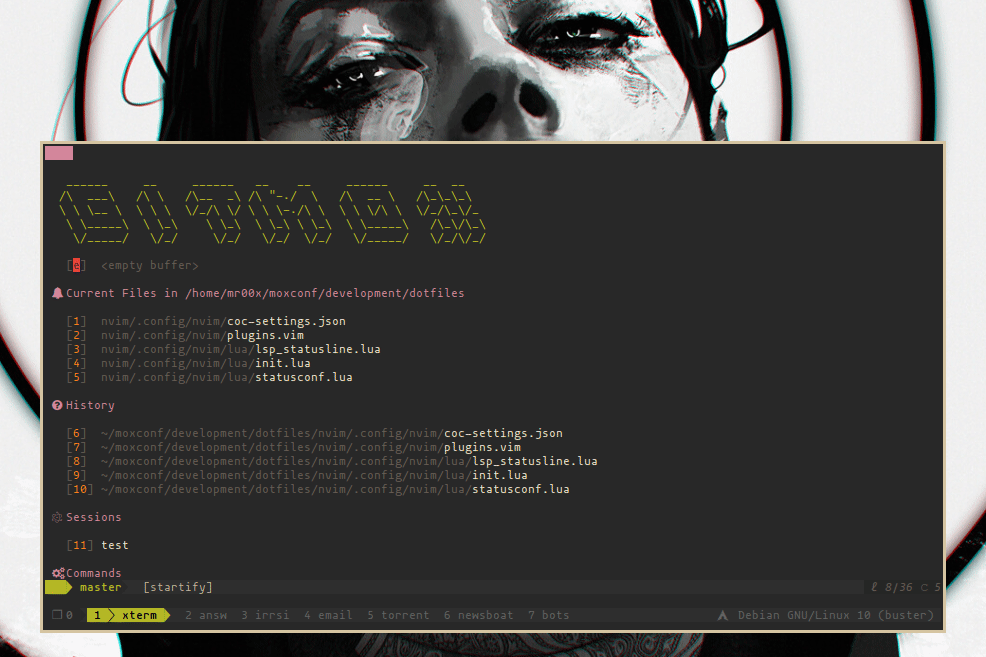 GITMOX
[e] <empty buffer>
Current Files in /home/mr00x/moxconf/development/dotfiles
[1] nvim/.config/nvim/coc-settings.json
[2] nvim/.config/nvim/plugins.vim
[3] nvim/.config/nvim/lua/lsp_statusline.lua
[4] nvim/.config/nvim/lua/init.lua
[5] nvim/.config/nvim/lua/statusconf.lua
History
[6] ~/moxconf/development/dotfiles/nvim/.config/nvim/coc-settings.json
[7] ~/moxconf/development/dotfiles/nvim/.config/nvim/plugins.vim
[8] ~/moxconf/development/dotfiles/nvim/.config/nvim/lua/lsp_statusline.lua
[9] ~/moxconf/development/dotfiles/nvim/.config/nvim/lua/init.lua
[10] ~/moxconf/development/dotfiles/nvim/.config/nvim/lua/statusconf.lua
Sessions
[11] test
Commands
master [startify] ℓ 8/36 ⊂ 5
❐ 0 1 xterm 2 answ 3 irrsi 4 email 5 torrent 6 newsboat 7 bots Debian GNU/Linux 10 (buster)